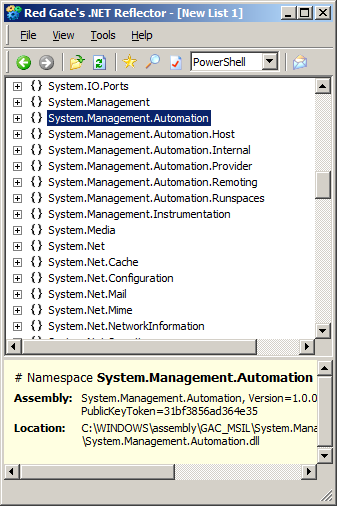 Red Gate's .NET Reflector - [New List 1]
File View Tools Help
PowerShell
{} System.IO.Ports
{} System.Management
{} System.Management.Automation
{} System.Management.Automation.Host
{} System.Management.Automation.Internal
{} System.Management.Automation.Provider
{} System.Management.Automation.Remoting
{} System.Management.Automation.Runspaces
{} System.Management.Instrumentation
{} System.Media
{} System.Net
{} System.Net.Cache
{} System.Net.Configuration
{} System.Net.Mail
{} System.Net.Mime
{} System.Net.NetworkInformation
# Namespace System.Management.Automation
Assembly: System.Management.Automation, Version=1.0.0
PublicKeyToken=31bf3856ad364e35
Location: C:\WINDOWS\assembly\GAC_MSIL\System.Mana
\System.Management.Automation.dll